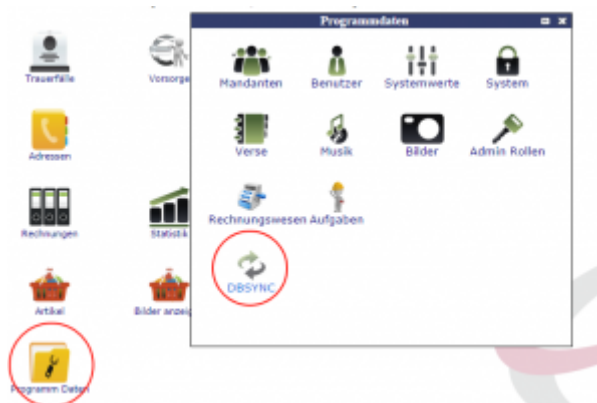 Programmdaten
Trauerfälle
Vorsorge
Mandanten Benutzer Systemwerte System
Adressen
Verse Musik Bilder Admin Rollen
Rechnungen
Statistik
Rechnungswesen Aufgaben
DBSYNC
Artikel
Bilder anzeig
Programm Daten